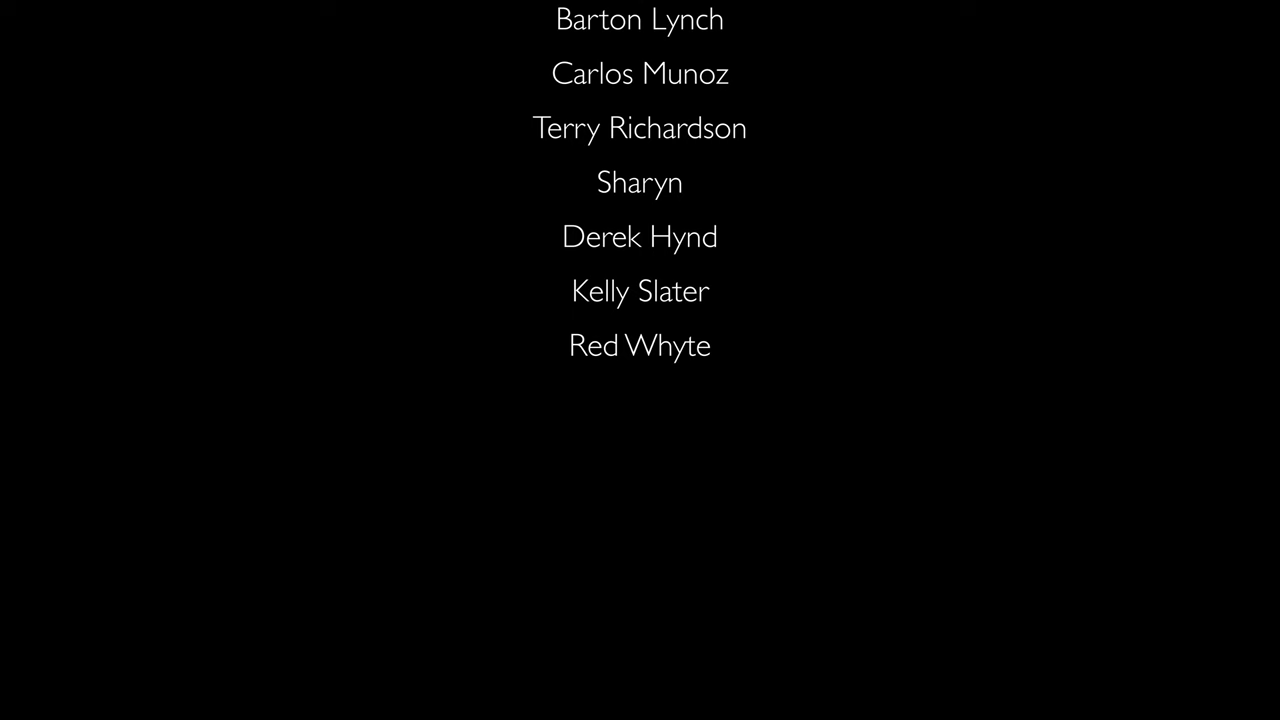 Barton Lynch
Carlos Munoz
Terry Richardson
Sharyn
Derek Hynd
Kelly Slater
Red Whyte